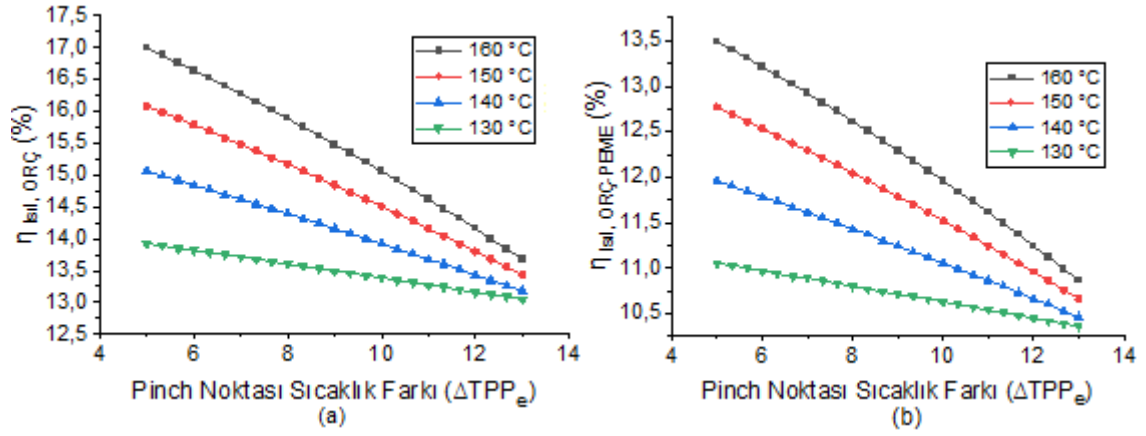 17,5
17,0
16,5
16,0
15,5
15,0
14,5
14,0
13,5
13,0
12,5
η Isıl, ORÇ (%)
160 °C
150 °C
140 °C
130 °C
4 6 8 10 12 14
Pinch Noktası Sıcaklık Farkı (ΔTPPe)
(a)
13,5
13,0
12,5
12,0
11,5
11,0
10,5
η Isıl, ORÇ-PEME (%)
160 °C
150 °C
140 °C
130 °C
4 6 8 10 12 14
Pinch Noktası Sıcaklık Farkı (ΔTPPe)
(b)